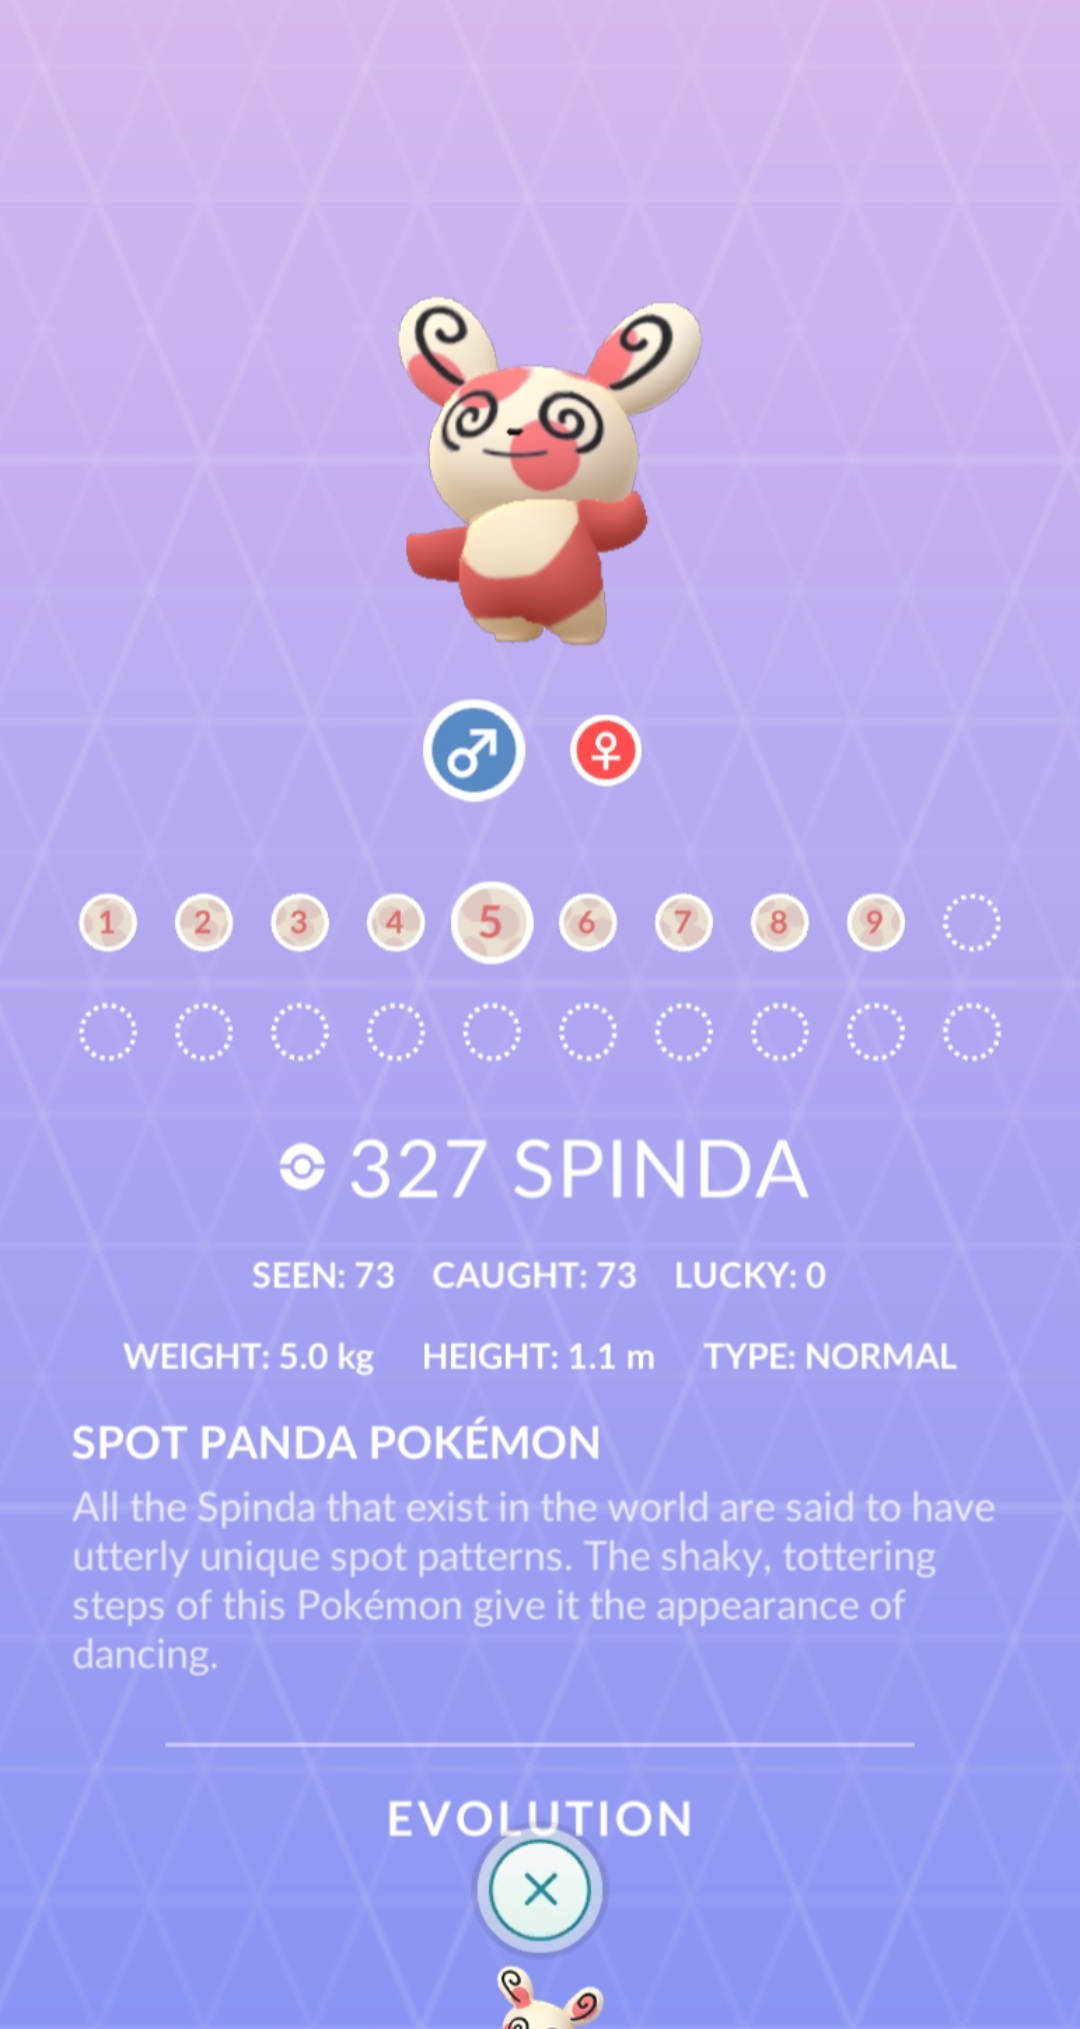 1 2 3 4 5 6 7 8 9
327 SPINDA
SEEN: 73 CAUGHT: 73 LUCKY: 0
WEIGHT: 5.0 kg HEIGHT: 1.1 m TYPE: NORMAL
SPOT PANDA POKÉMON
All the Spinda that exist in the world are said to have
utterly unique spot patterns. The shaky, tottering
steps of this Pokémon give it the appearance of
dancing.
EVOLUTION